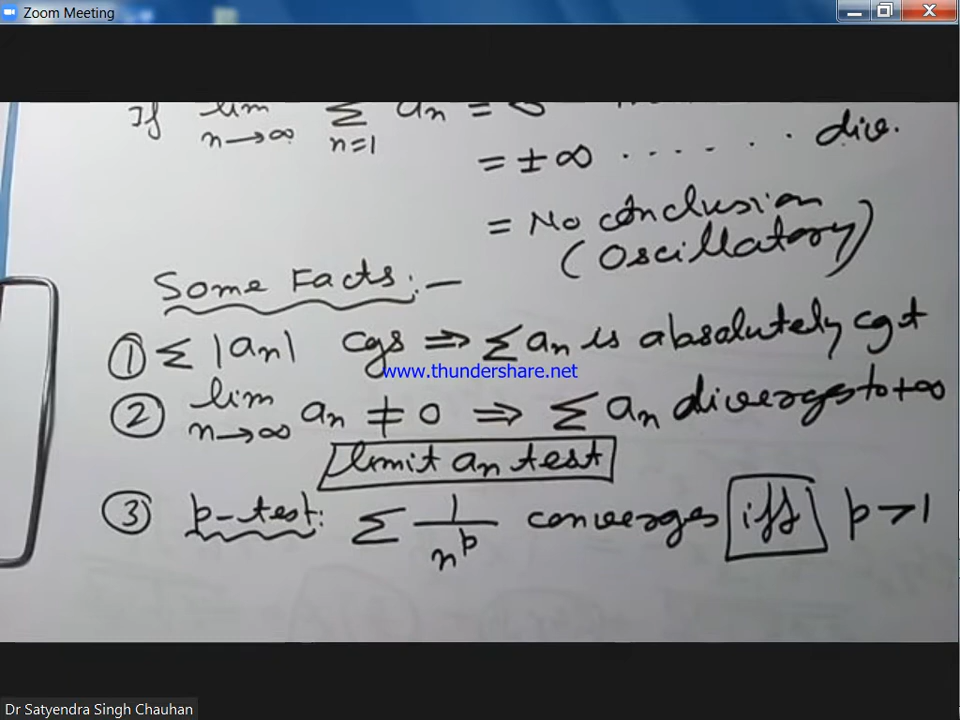 Zoom Meeting
If lim Σ an =
n→∞ n=1
= ± ∞ . . . . . . . div.
= No conclusion
(Oscillatory)
Some Facts:—
① Σ |an| cgs ⇒ Σ an is absolutely cgt
www.thundershare.net
② lim an ≠ 0 ⇒ Σ an diverges to +∞
n→∞
limit an test
③ p-test: Σ 1/n^p converges iff p > 1
Dr Satyendra Singh Chauhan